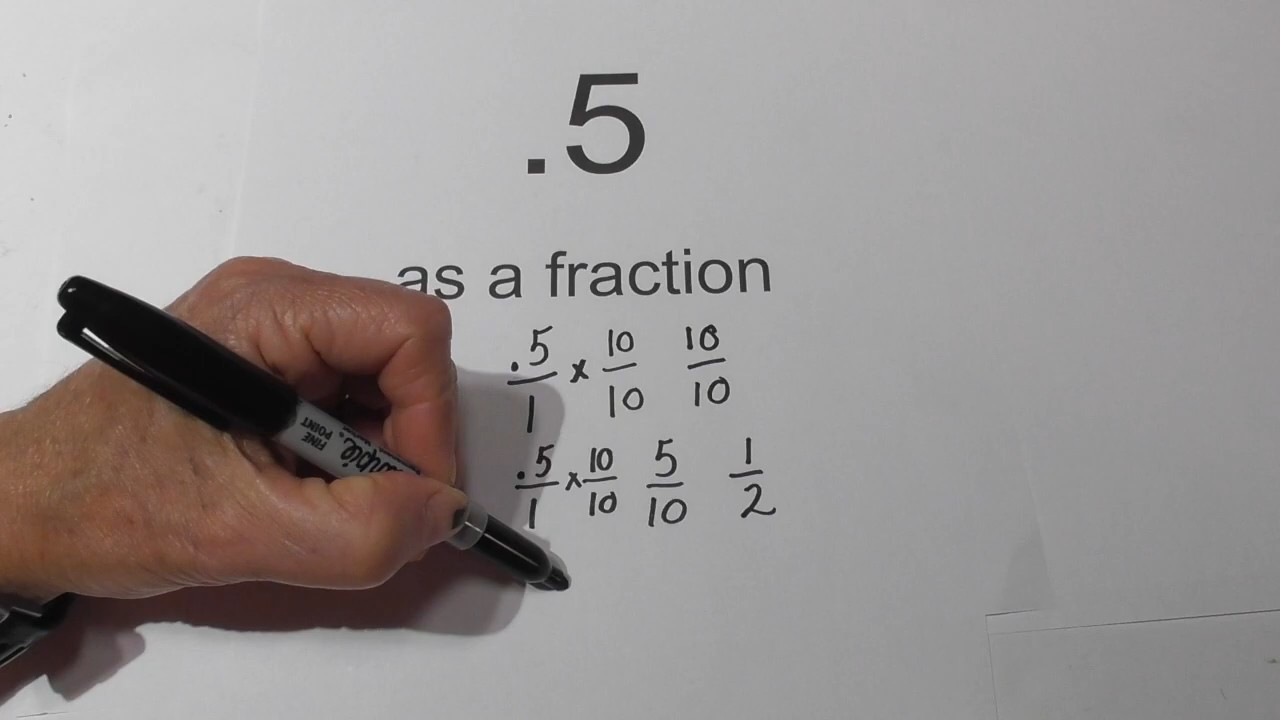 .5
as a fraction
.5/1 x 10/10 10/10
.5/1 x 10/10 5/10 1/2
FINE POINT